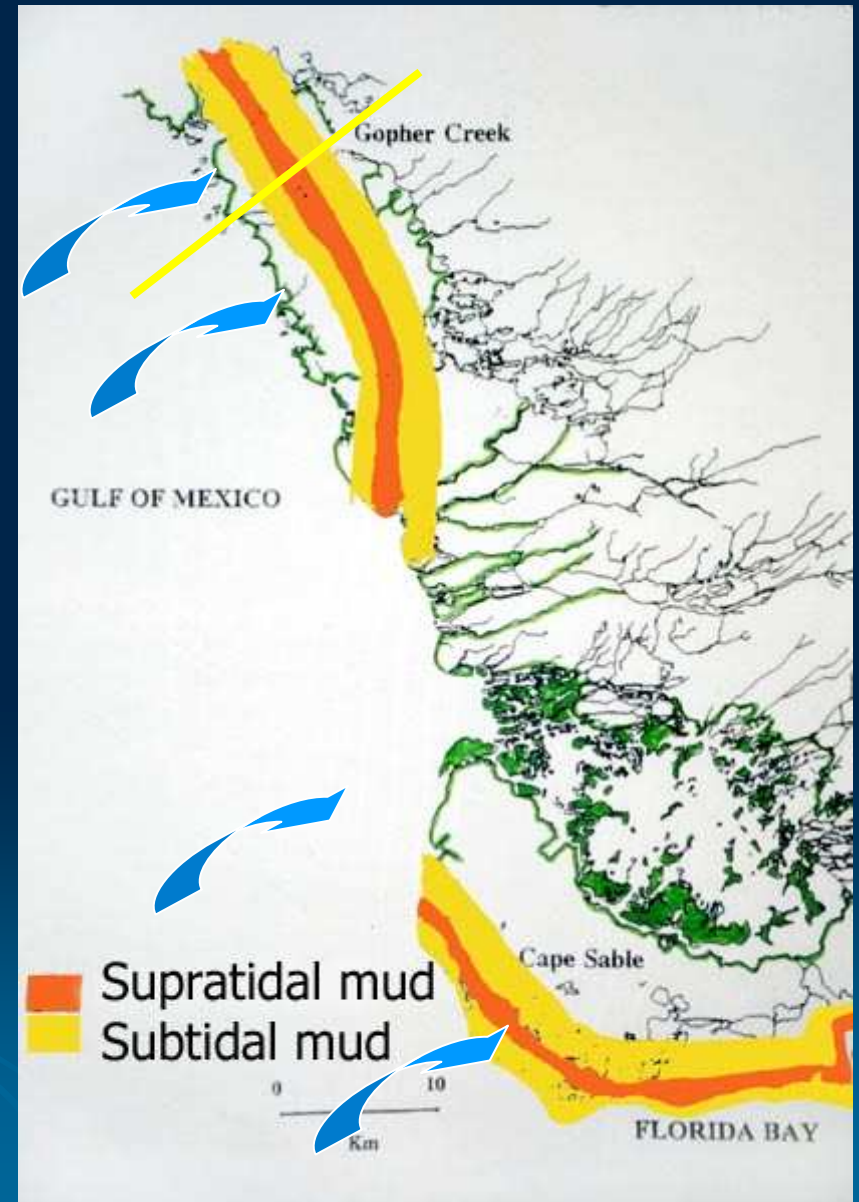 Gopher Creek
GULF OF MEXICO
Cape Sable
Supratidal mud
Subtidal mud
0 10
Km
FLORIDA BAY